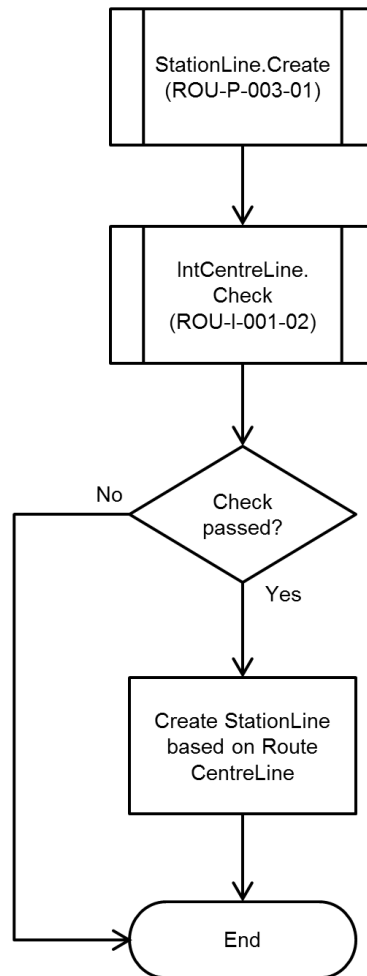 StationLine.Create
(ROU-P-003-01)
IntCentreLine.
Check
(ROU-I-001-02)
No
Check
passed?
Yes
Create StationLine
based on Route
CentreLine
End